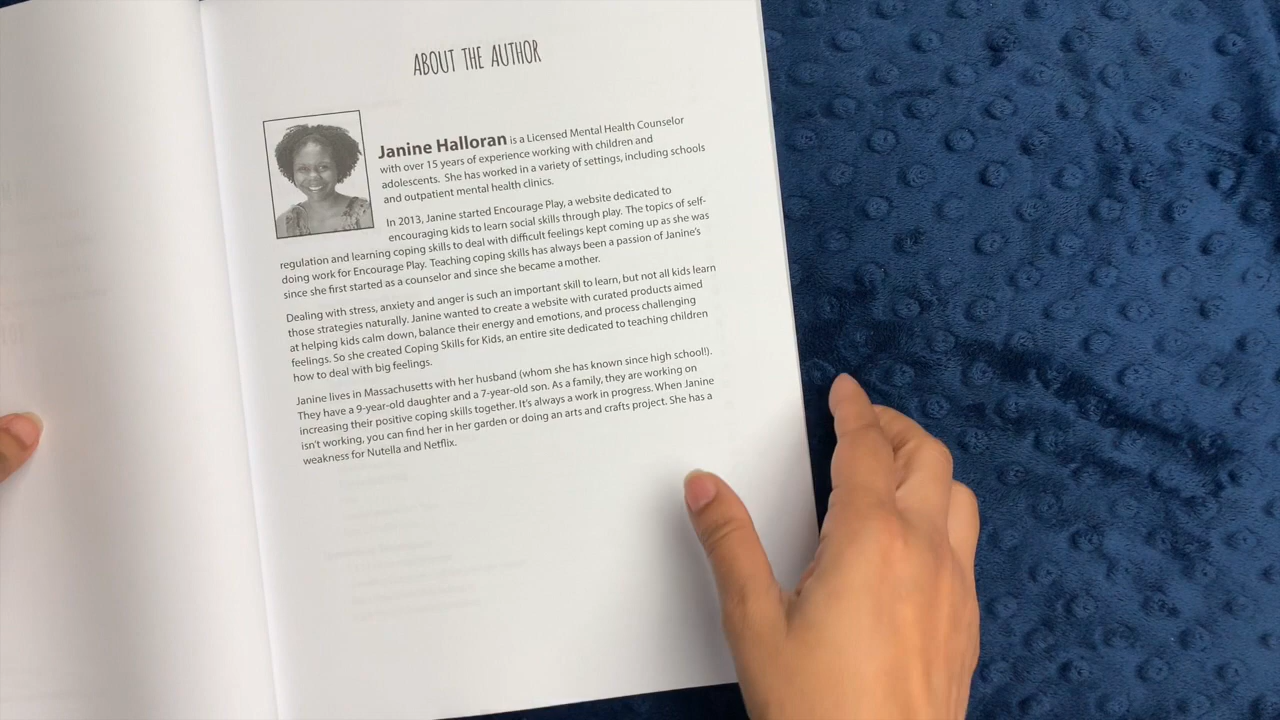 ABOUT THE AUTHOR
Janine Halloran is a Licensed Mental Health Counselor
with over 15 years of experience working with children and
adolescents. She has worked in a variety of settings, including schools
and outpatient mental health clinics.
In 2013, Janine started Encourage Play, a website dedicated to
encouraging kids to learn social skills through play. The topics of self-
regulation and learning coping skills to deal with difficult feelings kept coming up as she was
doing work for Encourage Play. Teaching coping skills has always been a passion of Janine's
since she first started as a counselor and since she became a mother.
Dealing with stress, anxiety and anger is such an important skill to learn, but not all kids learn
those strategies naturally. Janine wanted to create a website with curated products aimed
at helping kids calm down, balance their energy and emotions, and process challenging
feelings. So she created Coping Skills for Kids, an entire site dedicated to teaching children
how to deal with big feelings.
Janine lives in Massachusetts with her husband (whom she has known since high school!).
They have a 9-year-old daughter and a 7-year-old son. As a family, they are working on
increasing their positive coping skills together. It's always a work in progress. When Janine
isn't working, you can find her in her garden or doing an arts and crafts project. She has a
weakness for Nutella and Netflix.